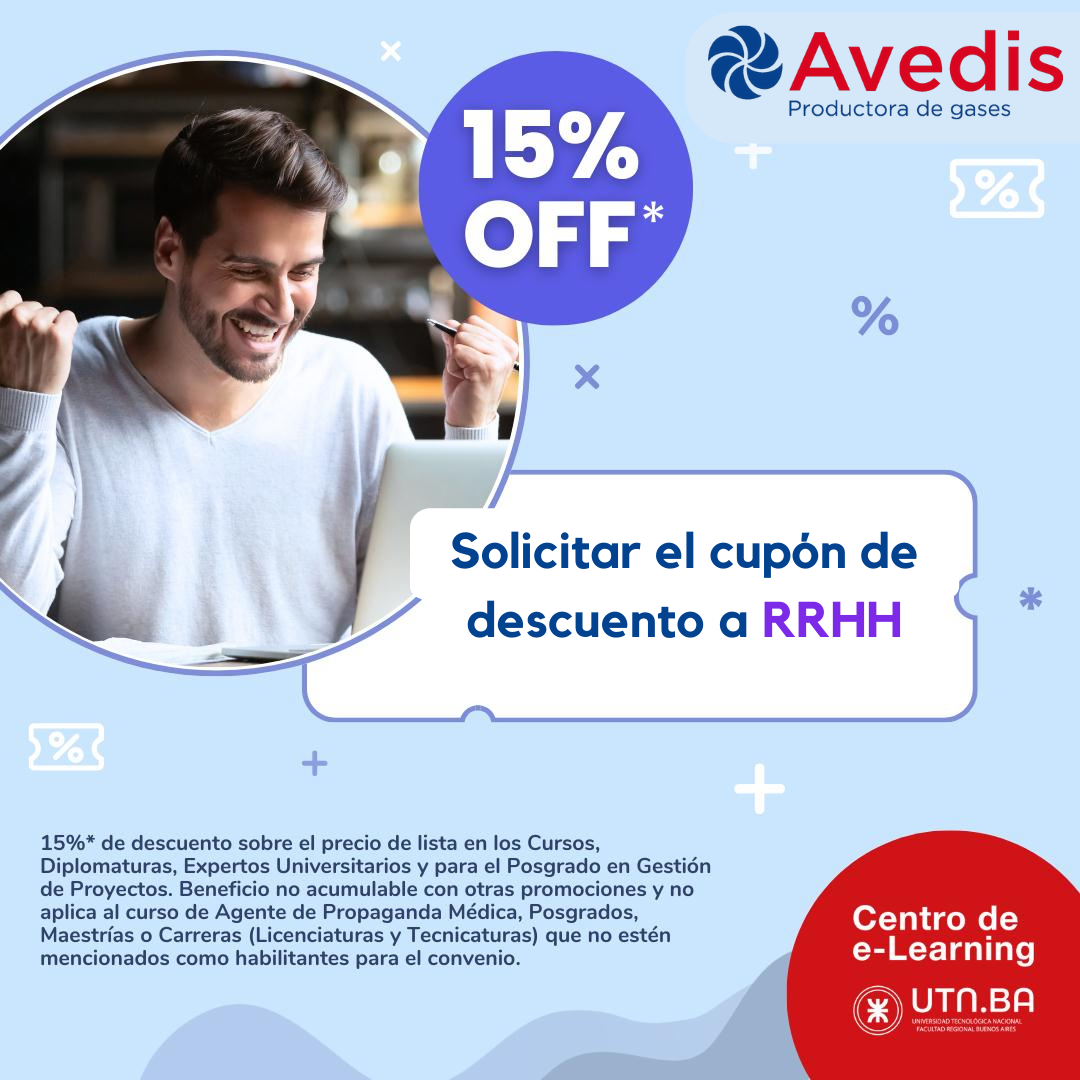 Avedis
Productora de gases
15%
OFF*
%
%
Solicitar el cupón de
descuento a RRHH
*
%
15%* de descuento sobre el precio de lista en los Cursos,
Diplomaturas, Expertos Universitarios y para el Posgrado en Gestión
de Proyectos. Beneficio no acumulable con otras promociones y no
aplica al curso de Agente de Propaganda Médica, Posgrados,
Maestrías o Carreras (Licenciaturas y Tecnicaturas) que no estén
mencionados como habilitantes para el convenio.
Centro de
e-Learning
UTN.BA
UNIVERSIDAD TECNOLÓGICA NACIONAL
FACULTAD REGIONAL BUENOS AIRES